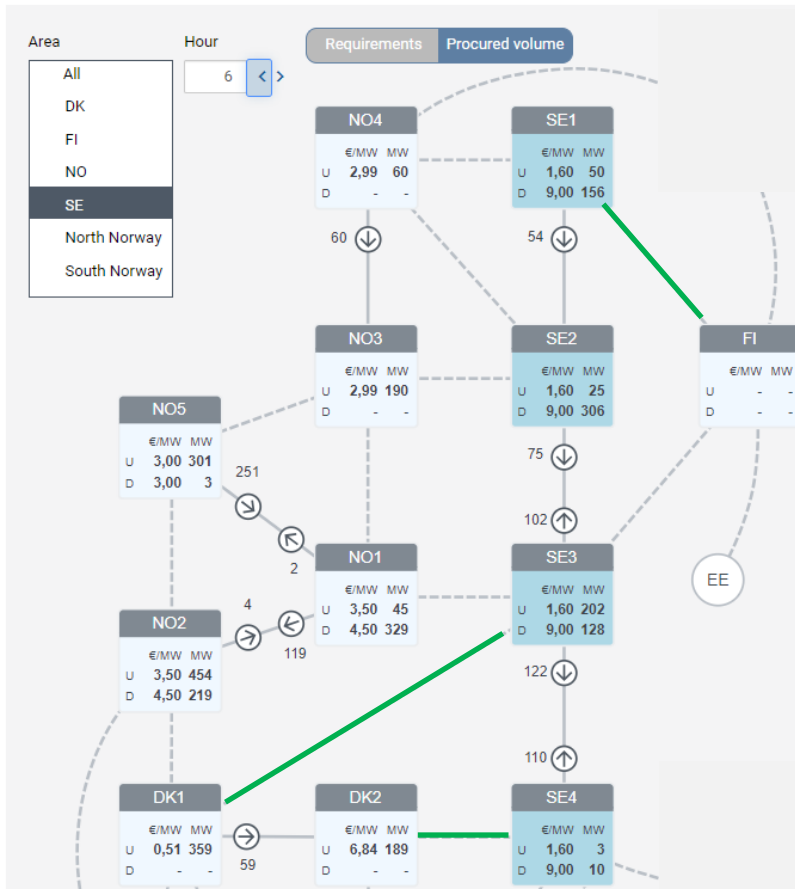 Area
Hour
Requirements
Procured volume
6
All
DK
FI
NO
SE
North Norway
South Norway
NO4
€/MW MW
U 2,99 60
D - -
SE1
€/MW MW
U 1,60 50
D 9,00 156
60
54
NO3
€/MW MW
U 2,99 190
D - -
SE2
€/MW MW
U 1,60 25
D 9,00 306
FI
€/MW MW
U - -
D - -
NO5
€/MW MW
U 3,00 301
D 3,00 3
251
2
75
102
NO1
€/MW MW
U 3,50 45
D 4,50 329
SE3
€/MW MW
U 1,60 202
D 9,00 128
EE
NO2
€/MW MW
U 3,50 454
D 4,50 219
4
119
122
110
DK1
€/MW MW
U 0,51 359
D - -
59
DK2
€/MW MW
U 6,84 189
D - -
SE4
€/MW MW
U 1,60 3
D 9,00 10